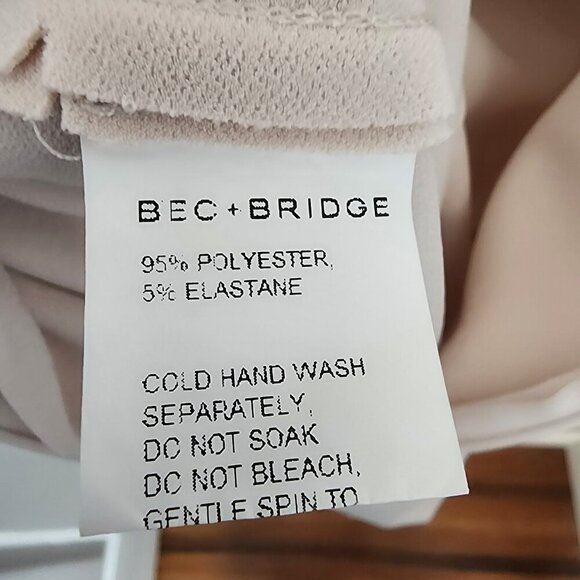 BEC + BRIDGE
95% POLYESTER,
5% ELASTANE
COLD HAND WASH
SEPARATELY,
DO NOT SOAK
DO NOT BLEACH,
GENTLE SPIN TO